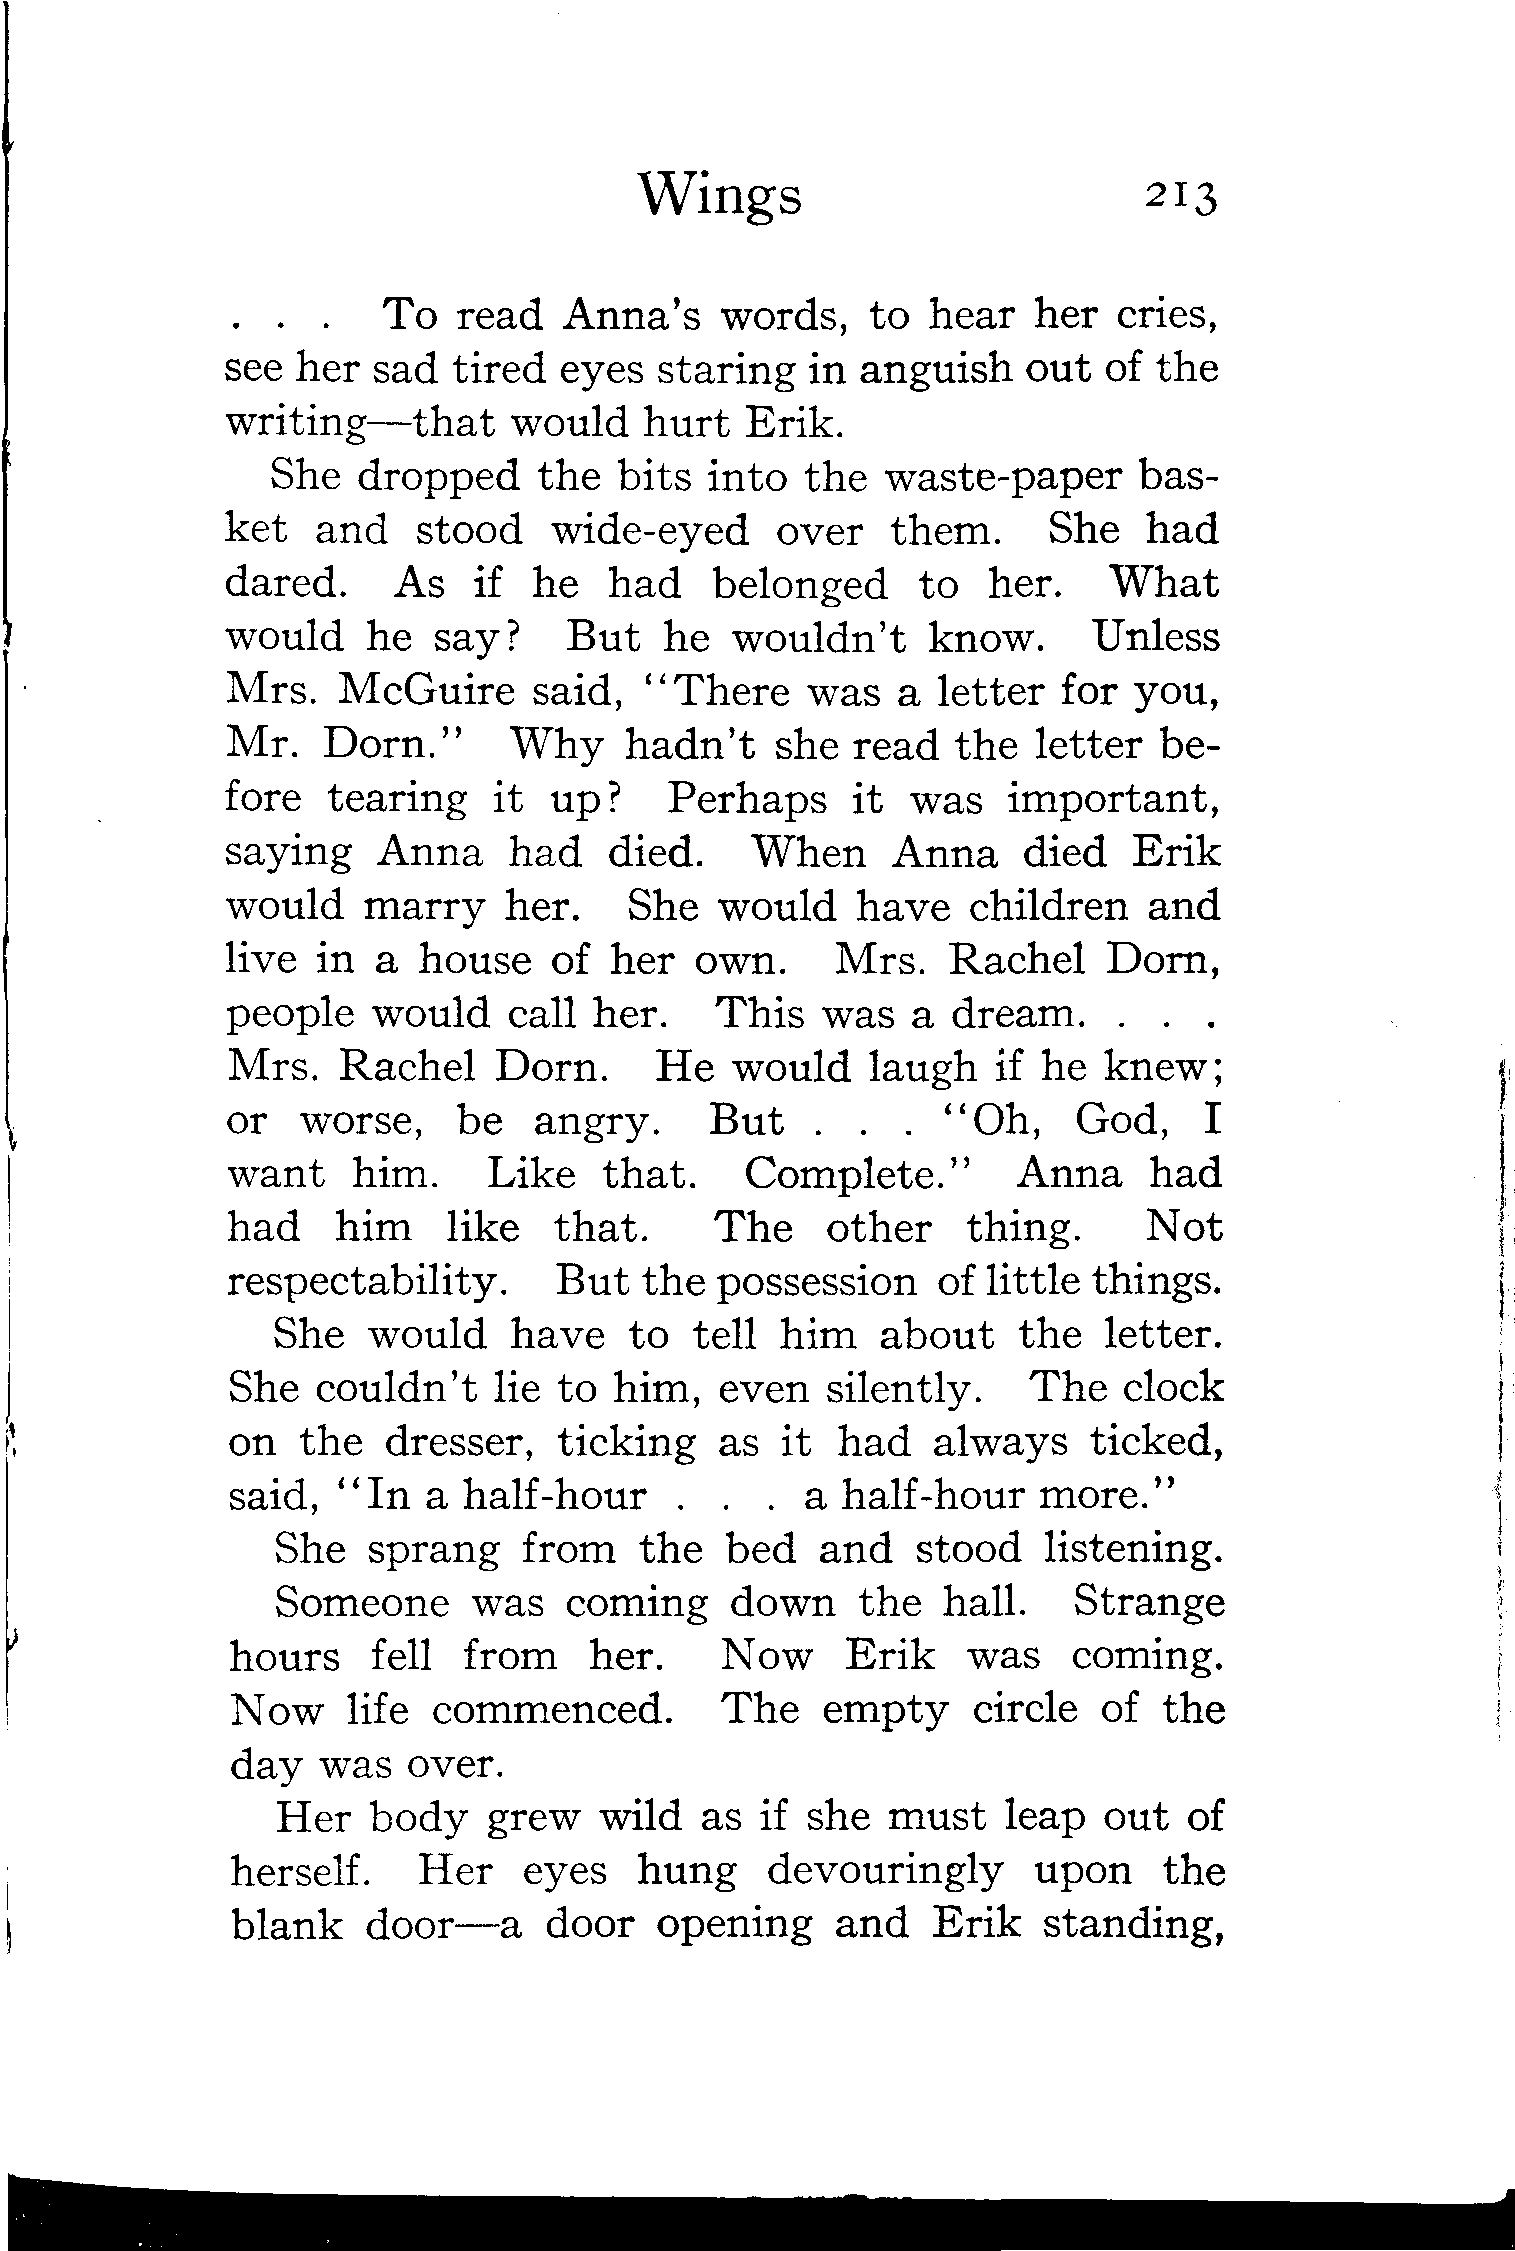 Wings 213
. . . To read Anna's words, to hear her cries,
see her sad tired eyes staring in anguish out of the
writing—that would hurt Erik.
She dropped the bits into the waste-paper bas-
ket and stood wide-eyed over them. She had
dared. As if he had belonged to her. What
would he say? But he wouldn't know. Unless
Mrs. McGuire said, "There was a letter for you,
Mr. Dorn." Why hadn't she read the letter be-
fore tearing it up? Perhaps it was important,
saying Anna had died. When Anna died Erik
would marry her. She would have children and
live in a house of her own. Mrs. Rachel Dorn,
people would call her. This was a dream. . . .
Mrs. Rachel Dorn. He would laugh if he knew;
or worse, be angry. But . . . "Oh, God, I
want him. Like that. Complete." Anna had
had him like that. The other thing. Not
respectability. But the possession of little things.
She would have to tell him about the letter.
She couldn't lie to him, even silently. The clock
on the dresser, ticking as it had always ticked,
said, "In a half-hour . . . a half-hour more."
She sprang from the bed and stood listening.
Someone was coming down the hall. Strange
hours fell from her. Now Erik was coming.
Now life commenced. The empty circle of the
day was over.
Her body grew wild as if she must leap out of
herself. Her eyes hung devouringly upon the
blank door—a door opening and Erik standing,